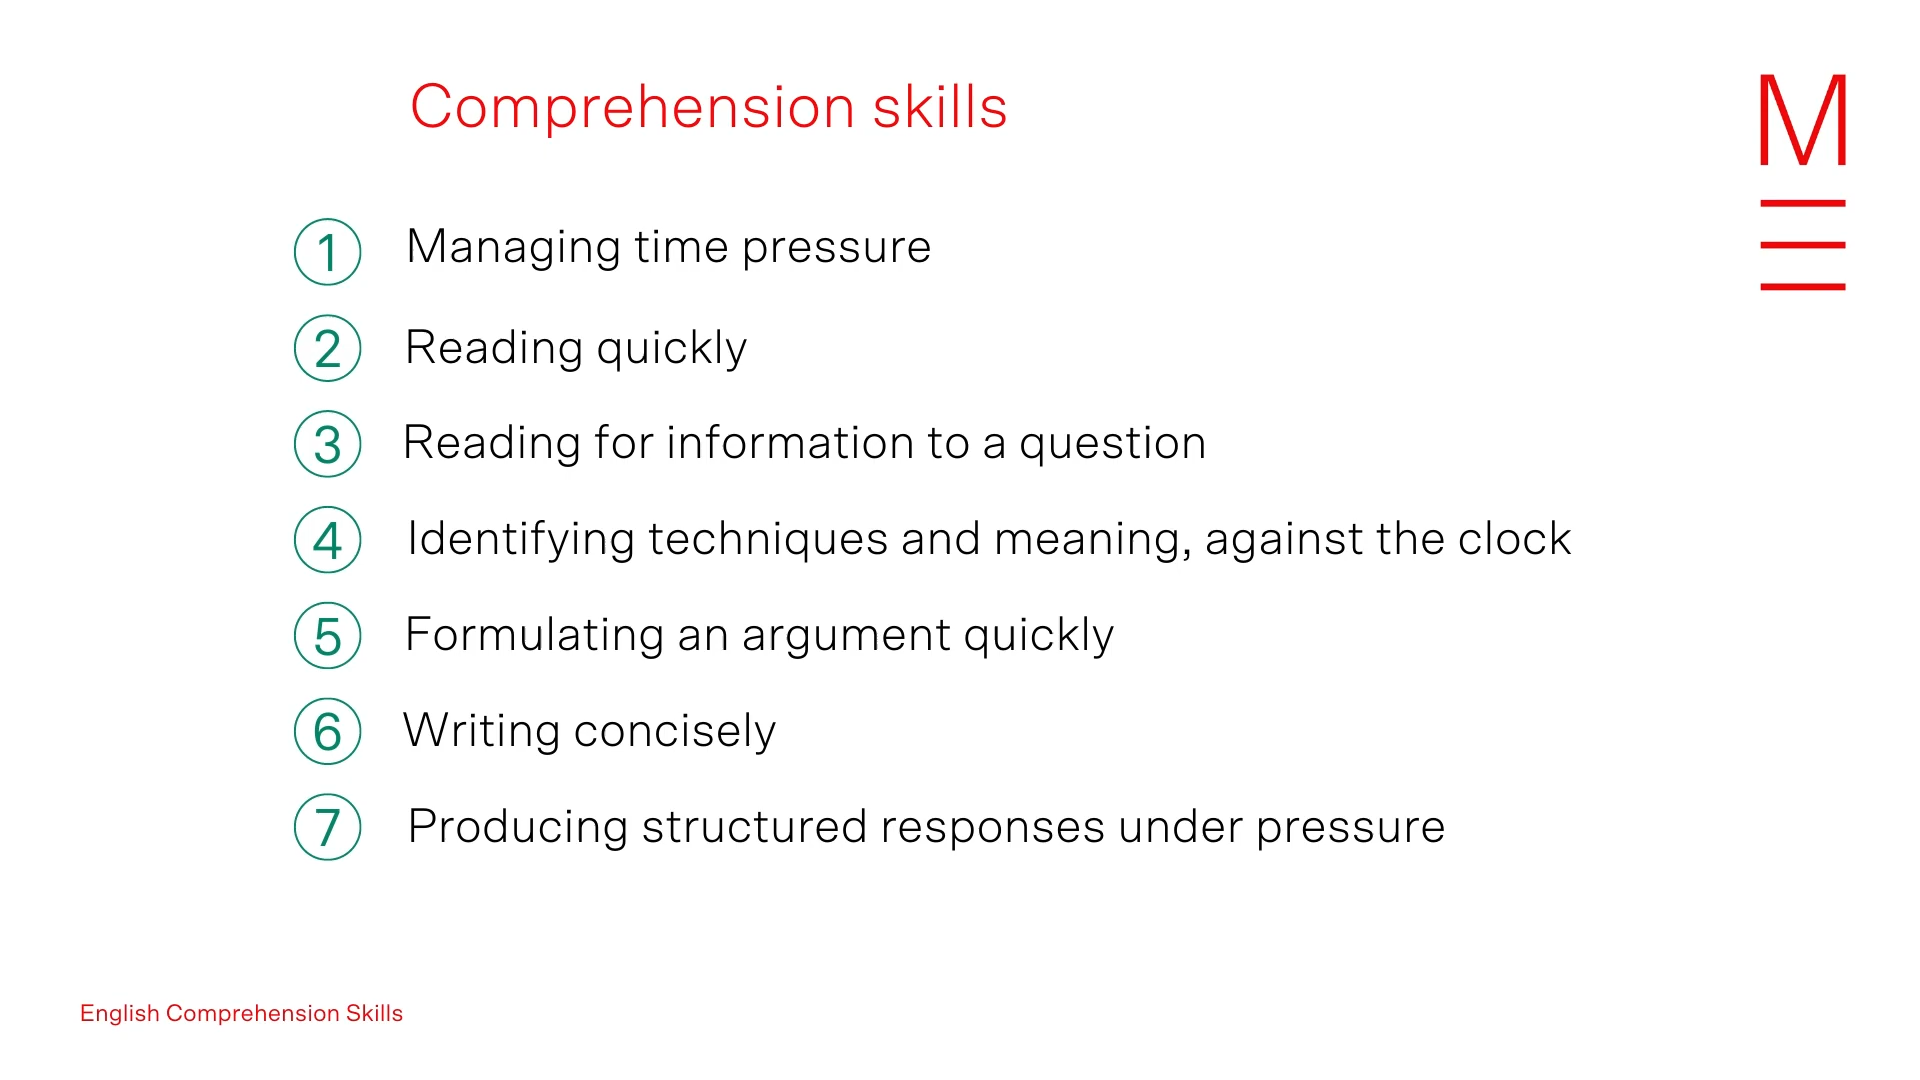 Comprehension skills
M
1 Managing time pressure
2 Reading quickly
3 Reading for information to a question
4 Identifying techniques and meaning, against the clock
5 Formulating an argument quickly
6 Writing concisely
7 Producing structured responses under pressure
English Comprehension Skills